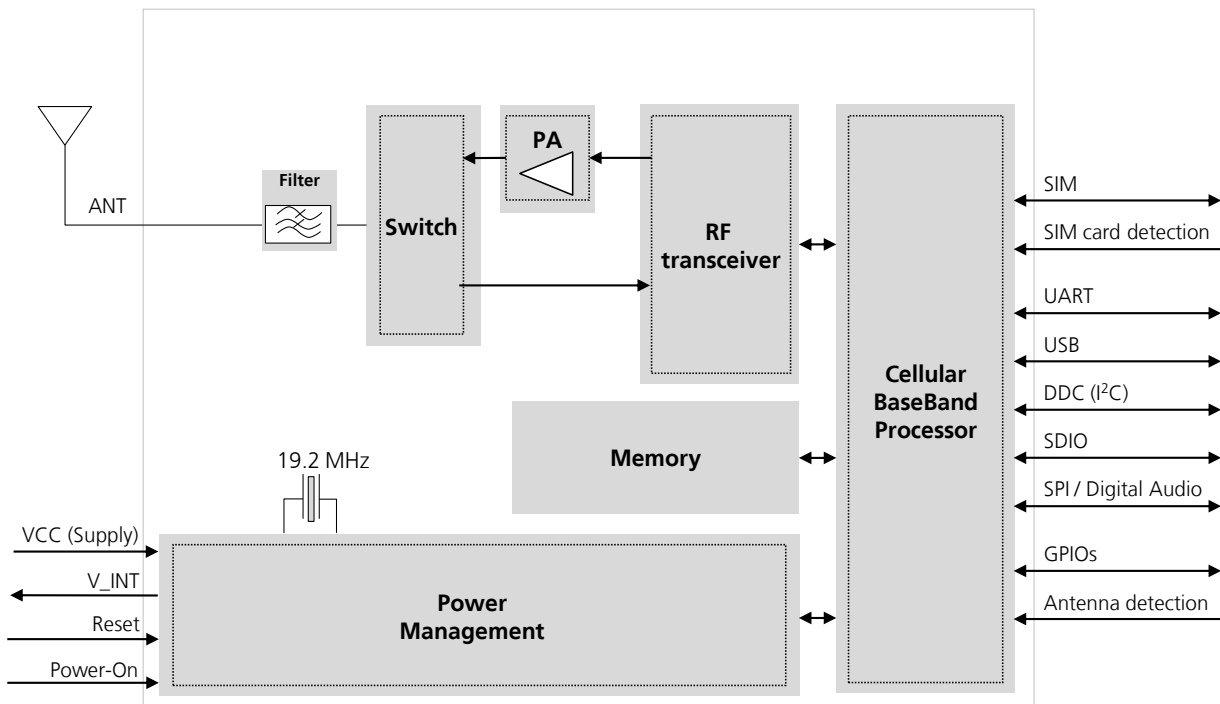 ANT
Filter
Switch
PA
RF
transceiver
Cellular
BaseBand
Processor
Memory
19.2 MHz
Power
Management
VCC (Supply)
V_INT
Reset
Power-On
SIM
SIM card detection
UART
USB
DDC (I²C)
SDIO
SPI / Digital Audio
GPIOs
Antenna detection